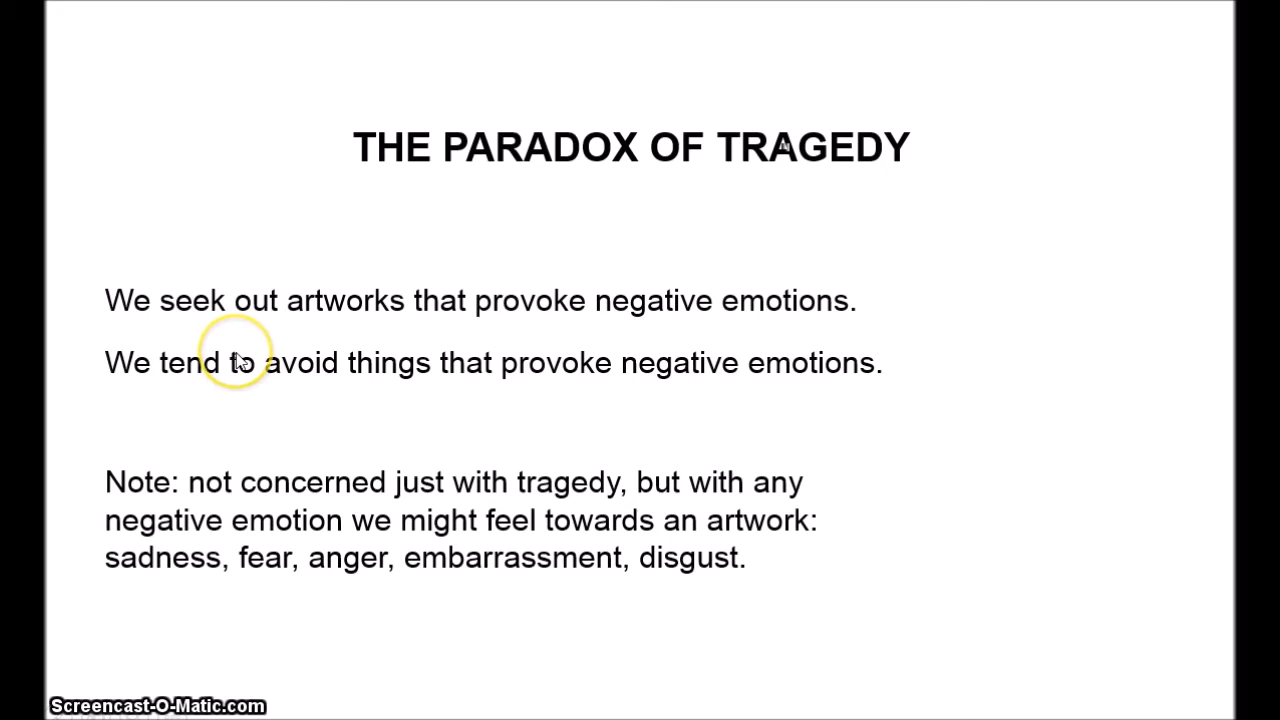 THE PARADOX OF TRAGEDY
We seek out artworks that provoke negative emotions.
We tend to avoid things that provoke negative emotions.
Note: not concerned just with tragedy, but with any
negative emotion we might feel towards an artwork:
sadness, fear, anger, embarrassment, disgust.
Screencast-O-Matic.com